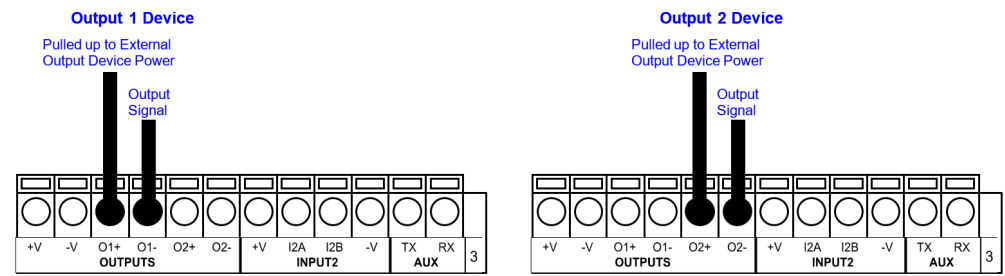 Output 1 Device
Pulled up to External
Output Device Power
Output
Signal
+V -V O1+ O1- O2+ O2- +V I2A I2B -V TX RX
OUTPUTS INPUT2 AUX 3
Output 2 Device
Pulled up to External
Output Device Power
Output
Signal
+V -V O1+ O1- O2+ O2- +V I2A I2B -V TX RX
OUTPUTS INPUT2 AUX 3